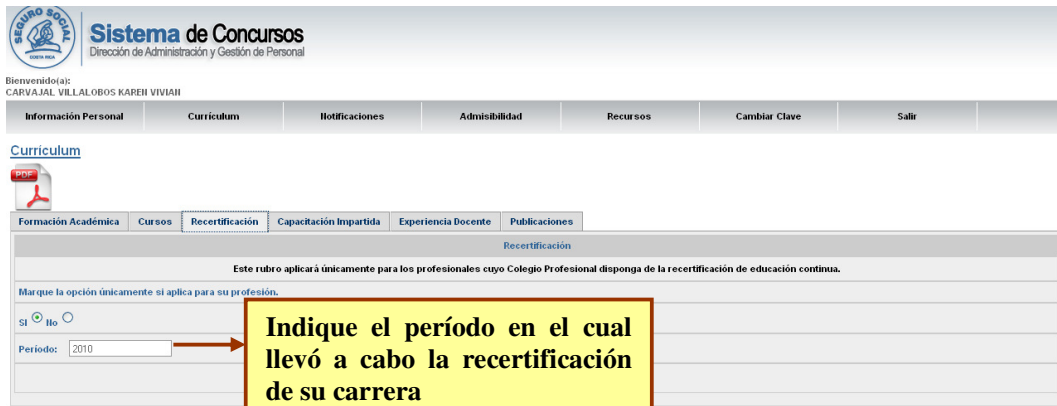 SEGURO SOCIAL
COSTA RICA
Sistema de Concursos
Dirección de Administración y Gestión de Personal
Bienvenido(a):
CARVAJAL VILLALOBOS KAREN VIVIAN
Información Personal Currículum Notificaciones Admisibilidad Recursos Cambiar Clave Salir
Currículum
PDF
Formación Académica Cursos Recertificación Capacitación Impartida Experiencia Docente Publicaciones
Recertificación
Este rubro aplicará únicamente para los profesionales cuyo Colegio Profesional disponga de la recertificación de educación continua.
Marque la opción únicamente si aplica para su profesión.
SI No
Período: 2010
Indique el período en el cual
llevó a cabo la recertificación
de su carrera